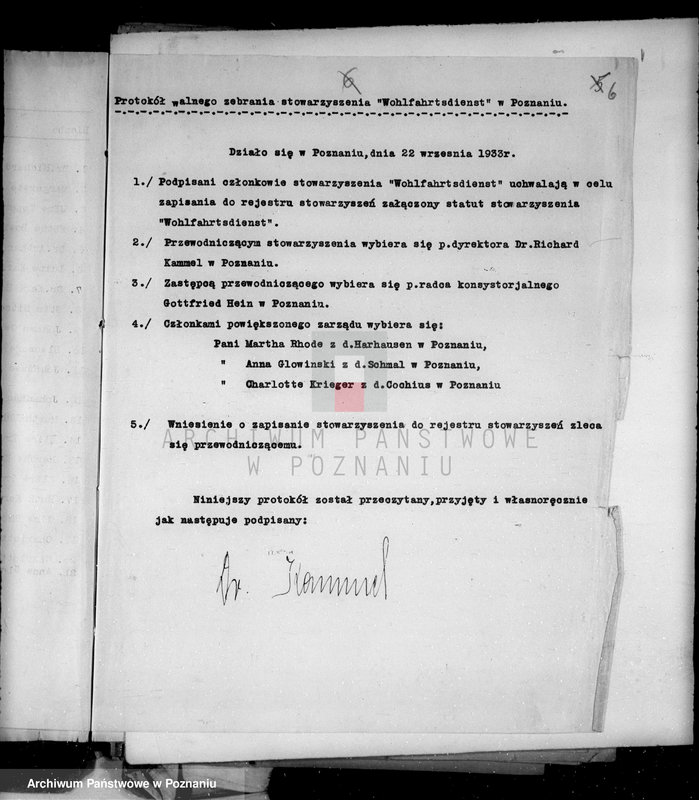 6
5 6
Protokół walnego zebrania stowarzyszenia "Wohlfahrtsdienst" w Poznaniu.
Działo się w Poznaniu,dnia 22 wrzesnia 1933r.
1./ Podpisani członkowie stowarzyszenia "Wohlfahrtsdienst" uchwalają w celu
zapisania do rejestru stowarzyszeń załączony statut stowarzyszenia
"Wohlfahrtsdienst".
2./ Przewodniczącym stowarzyszenia wybiera się p.dyrektora Dr.Richard
Kammel w Poznaniu.
3./ Zastępcą przewodniczącego wybiera się p.radca konsystorjalnego
Gottfried Hein w Poznaniu.
4./ Członkami powiększonego zarządu wybiera się:
Pani Martha Rhode z d.Harhausen w Poznaniu,
" Anna Glowinski z d.Schmal w Poznaniu,
" Charlotte Krieger z d.Cochius w Poznaniu
5./ Wniesienie o zapisanie stowarzyszenia do rejestru stowarzyszeń zleca
się przewodniczącemu.
ARCHIWUM PAŃSTWOWE
W POZNANIU
Niniejszy protokół został przeczytany,przyjęty i własnoręcznie
jak następuje podpisany:
Dr. Kammel
Archiwum Państwowe w Poznaniu